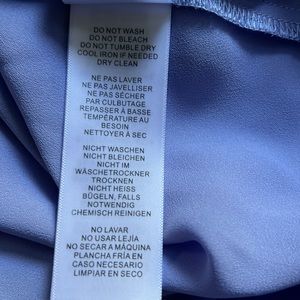 DO NOT WASH
DO NOT BLEACH
DO NOT TUMBLE DRY
COOL IRON IF NEEDED
DRY CLEAN
NE PAS LAVER
NE PAS JAVELLISER
NE PAS SÉCHER
PAR CULBUTAGE
REPASSER À BASSE
TEMPÉRATURE AU
BESOIN
NETTOYER À SEC
NICHT WASCHEN
NICHT BLEICHEN
NICHT IM
WÄSCHETROCKNER
TROCKNEN
NICHT HEISS
BÜGELN, FALLS
NOTWENDIG
CHEMISCH REINIGEN
NO LAVAR
NO USAR LEJÍA
NO SECAR A MÁQUINA
PLANCHA FRÍA EN
CASO NECESARIO
LIMPIAR EN SECO